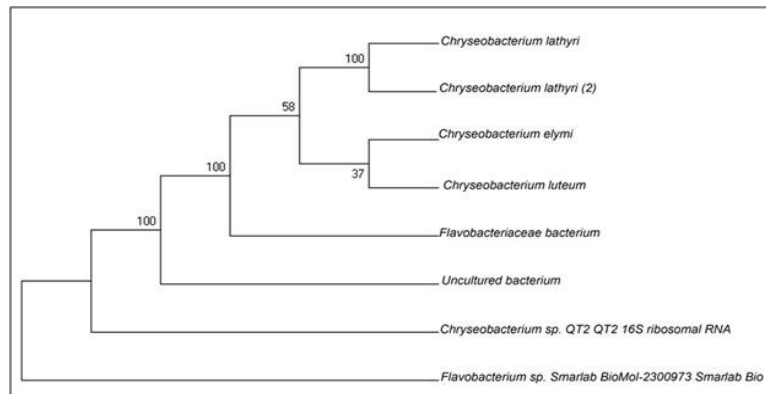 Chryseobacterium lathyri
100
Chryseobacterium lathyri (2)
58
Chryseobacterium elymi
37
Chryseobacterium luteum
100
Flavobacteriaceae bacterium
100
Uncultured bacterium
Chryseobacterium sp. QT2 QT2 16S ribosomal RNA
Flavobacterium sp. Smarlab BioMol-2300973 Smarlab Bio